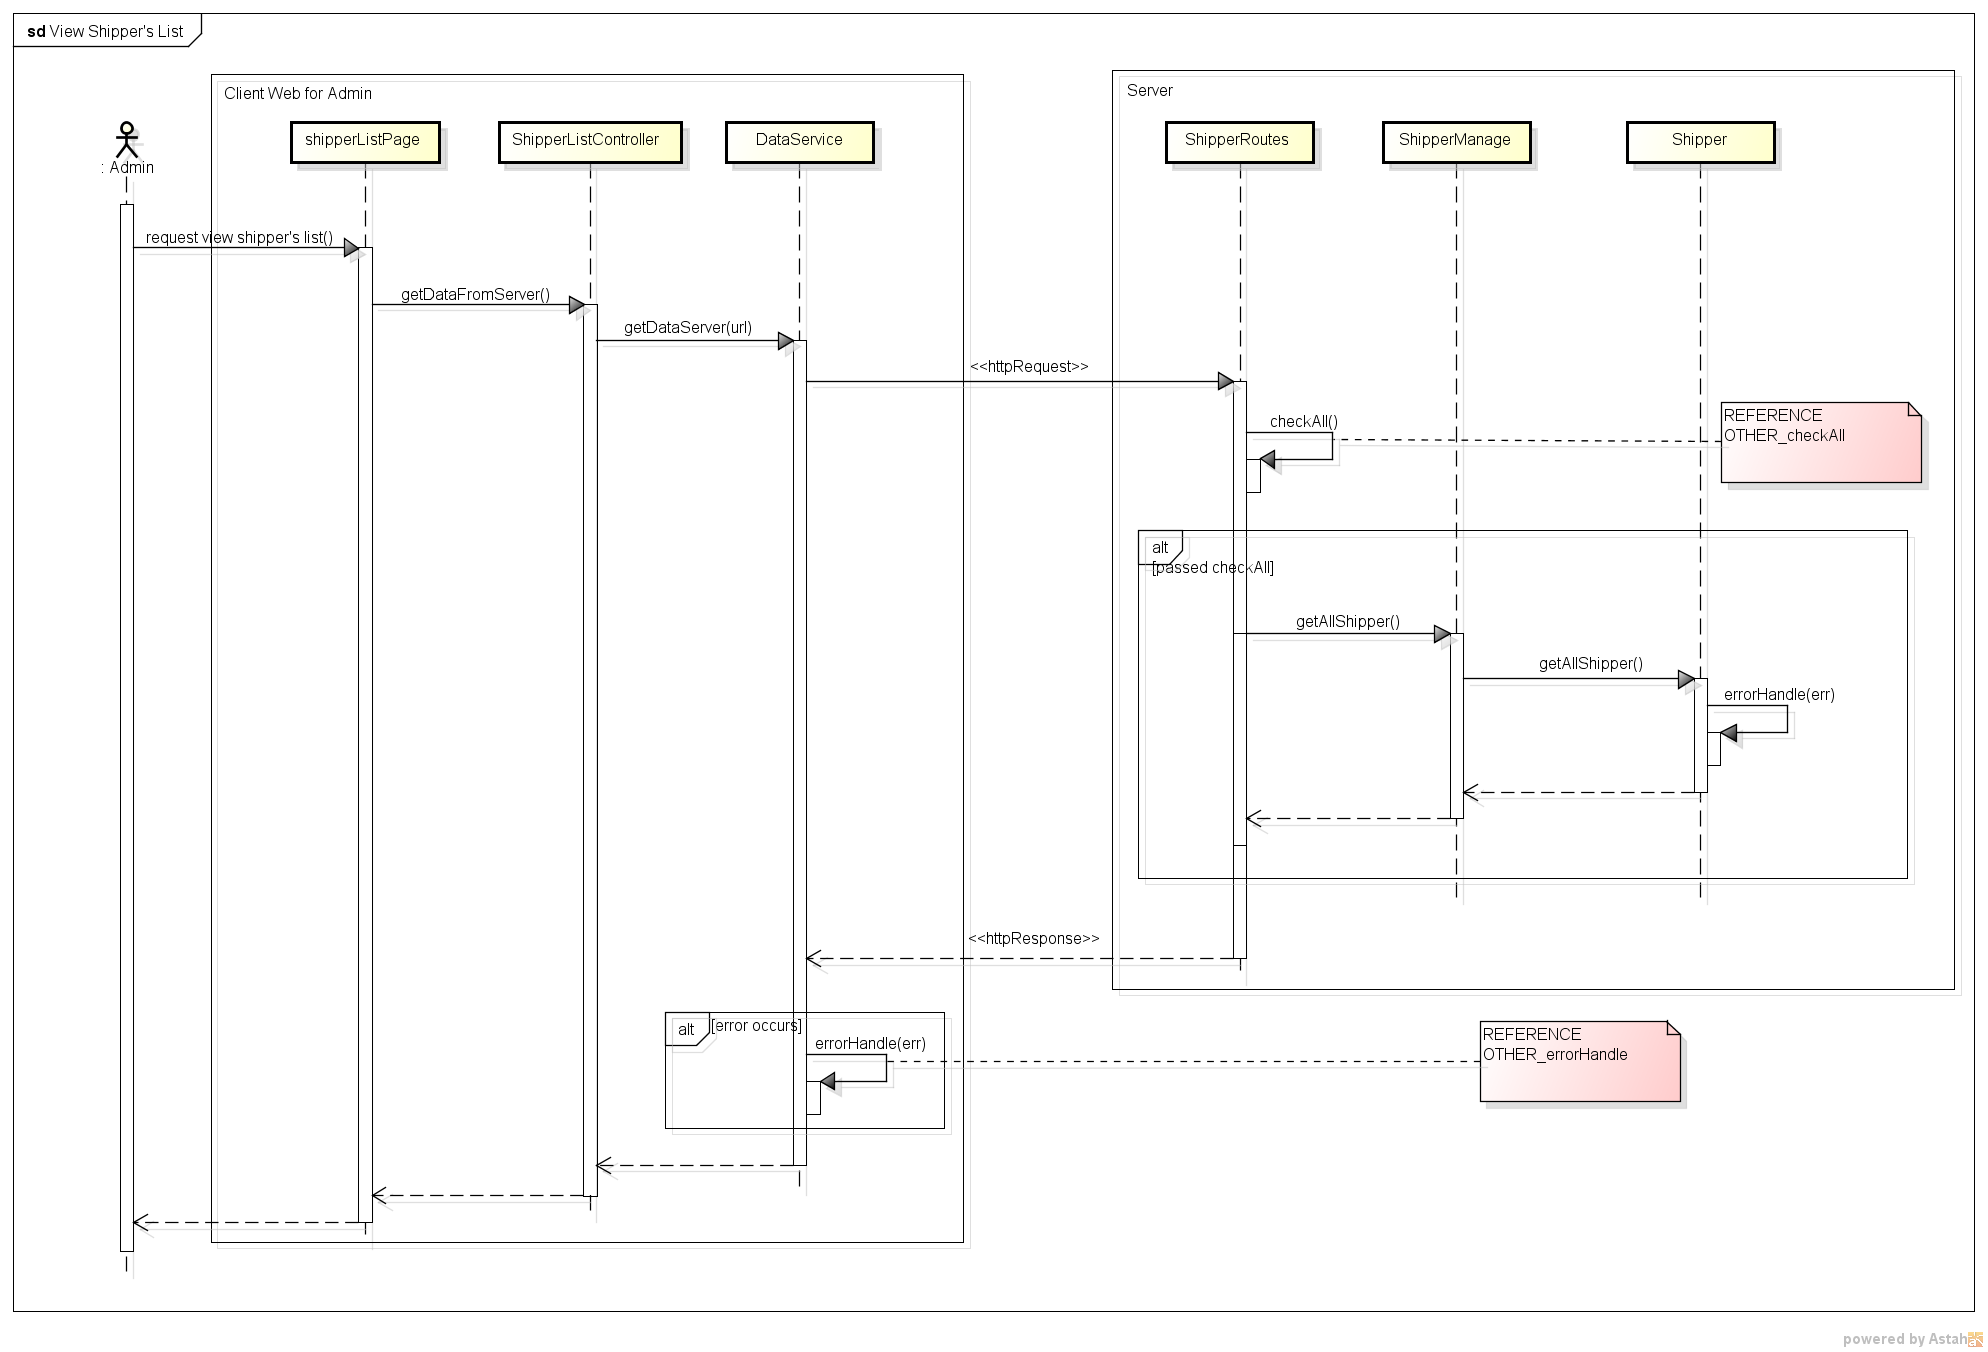 sd View Shipper's List
Client Web for Admin
Server
: Admin
shipperListPage
ShipperListController
DataService
ShipperRoutes
ShipperManage
Shipper
request view shipper's list()
getDataFromServer()
getDataServer(url)
<<httpRequest>>
checkAll()
REFERENCE
OTHER_checkAll
alt
[passed checkAll]
getAllShipper()
getAllShipper()
errorHandle(err)
<<httpResponse>>
alt
[error occurs]
errorHandle(err)
REFERENCE
OTHER_errorHandle
powered by Astah